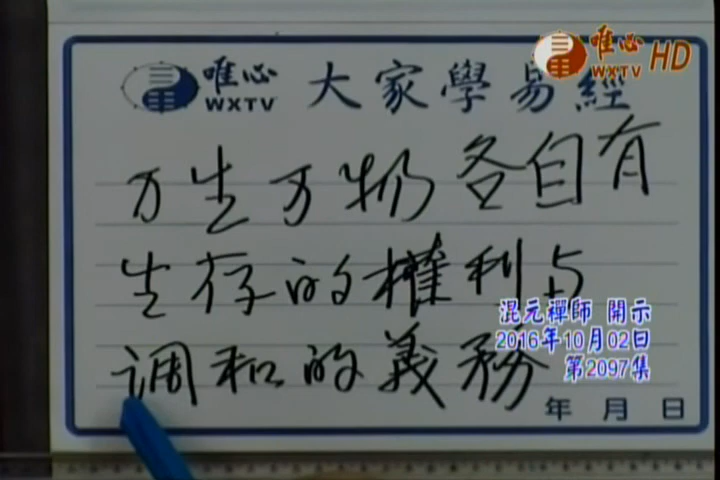 唯心 WXTV HD
唯心 WXTV 大家學易經
万生万物各自有
生存的權利与
调和的義務
混元禪師 開示
2016年10月02日
第2097集
年 月 日